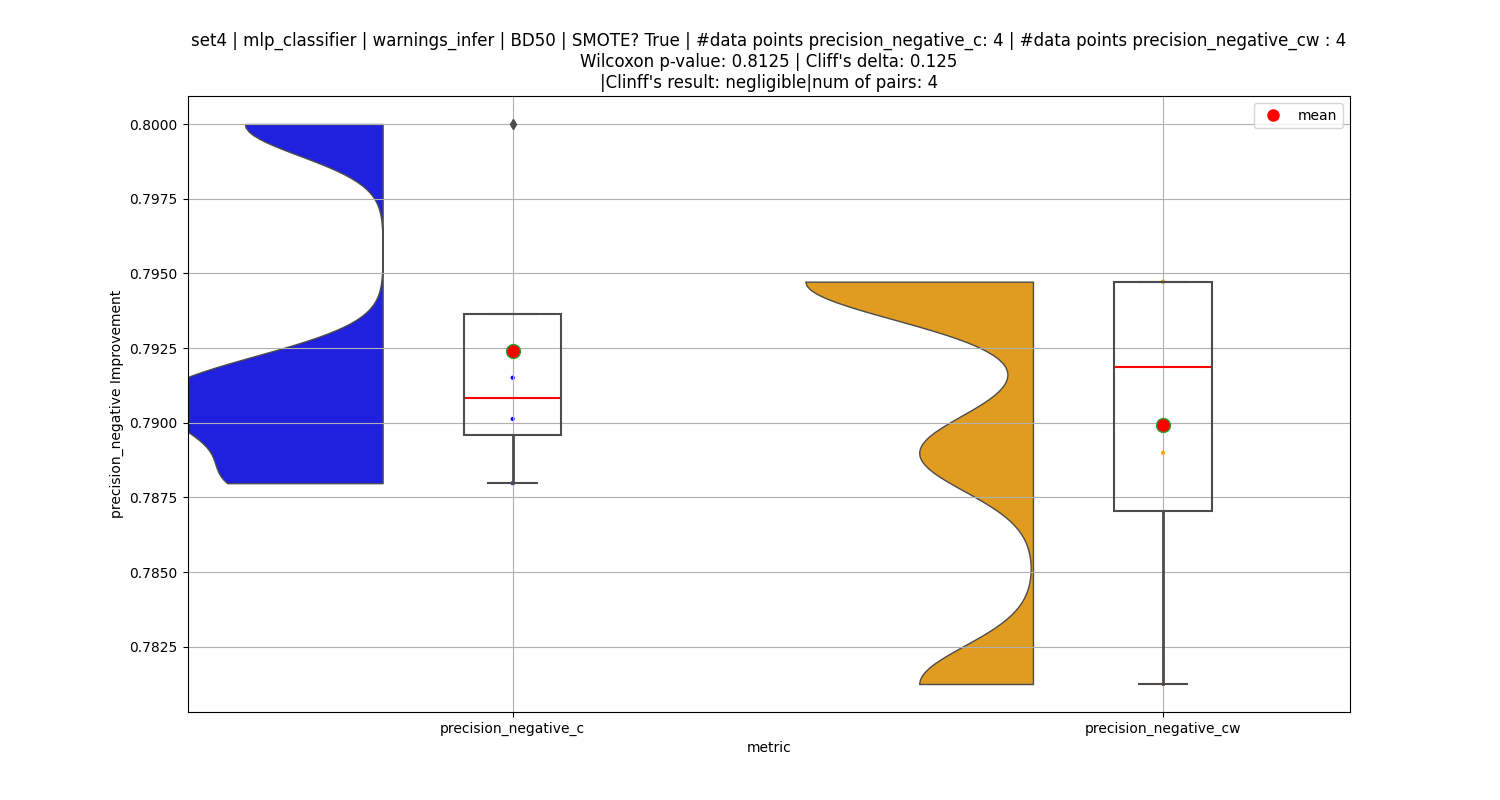 set4 | mlp_classifier | warnings_infer | BD50 | SMOTE? True | #data points precision_negative_c: 4 | #data points precision_negative_cw : 4
Wilcoxon p-value: 0.8125 | Cliff's delta: 0.125
|Clinff's result: negligible|num of pairs: 4
mean
0.8000
0.7975
0.7950
0.7925
0.7900
0.7875
0.7850
0.7825
precision_negative Improvement
precision_negative_c
precision_negative_cw
metric